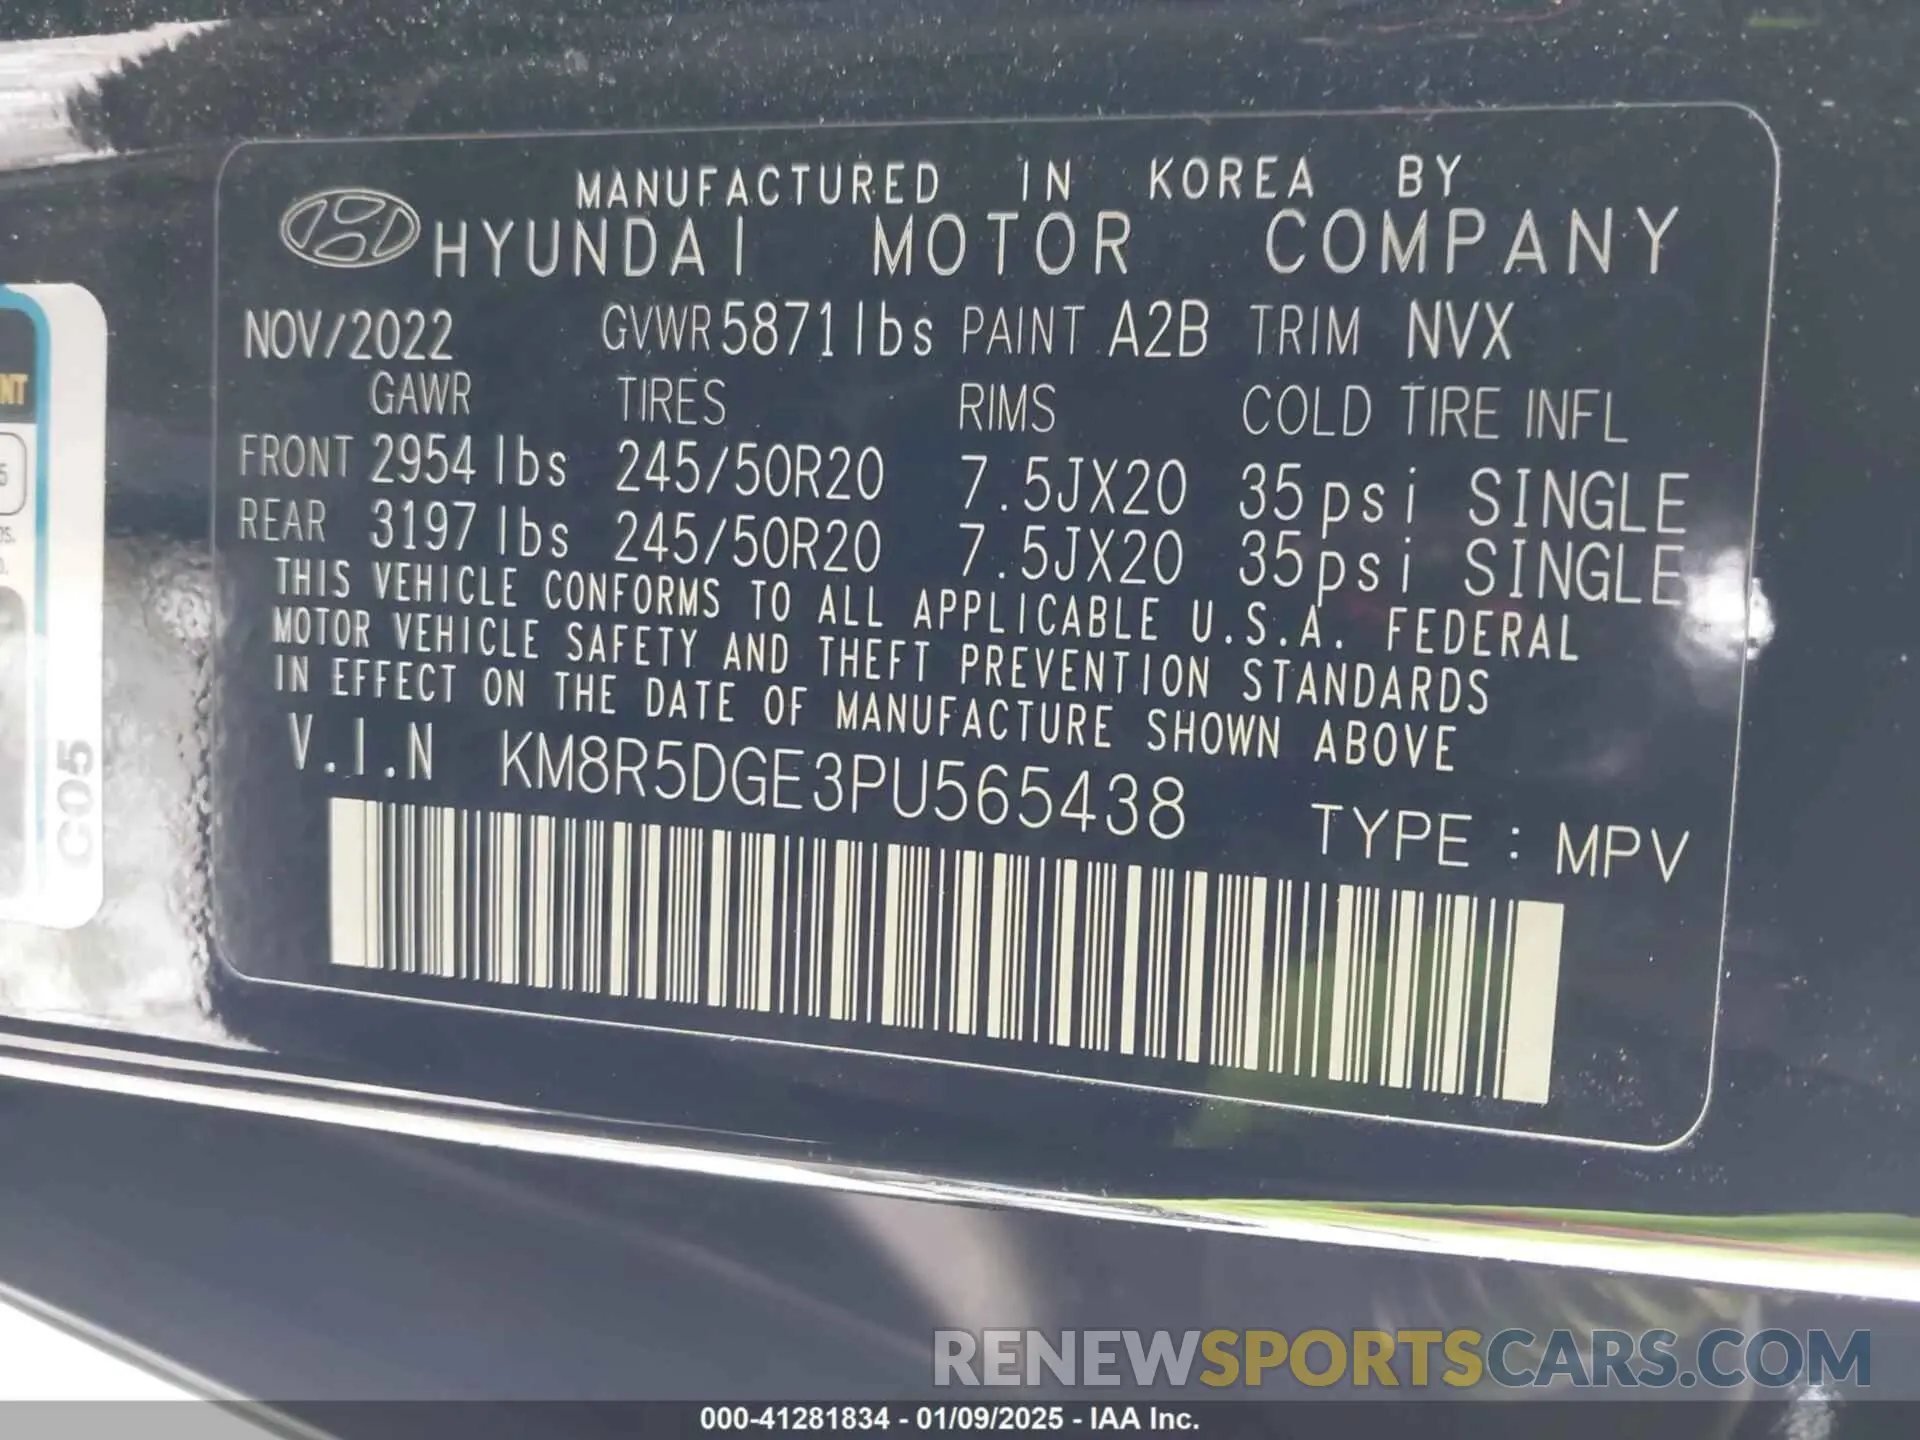 MANUFACTURED IN KOREA BY
HYUNDAI MOTOR COMPANY
NOV/2022 GVWR 5871lbs PAINT A2B TRIM NVX
GAWR TIRES RIMS COLD TIRE INFL
FRONT 2954 lbs 245/50R20 7.5JX20 35psi SINGLE
REAR 3197 lbs 245/50R20 7.5JX20 35psi SINGLE
THIS VEHICLE CONFORMS TO ALL APPLICABLE U.S.A. FEDERAL
MOTOR VEHICLE SAFETY AND THEFT PREVENTION STANDARDS
IN EFFECT ON THE DATE OF MANUFACTURE SHOWN ABOVE
V.I.N KM8R5DGE3PU565438
TYPE : MPV
C05
RENEWSPORTSCARS.COM
000-41281834 - 01/09/2025 - IAA Inc.